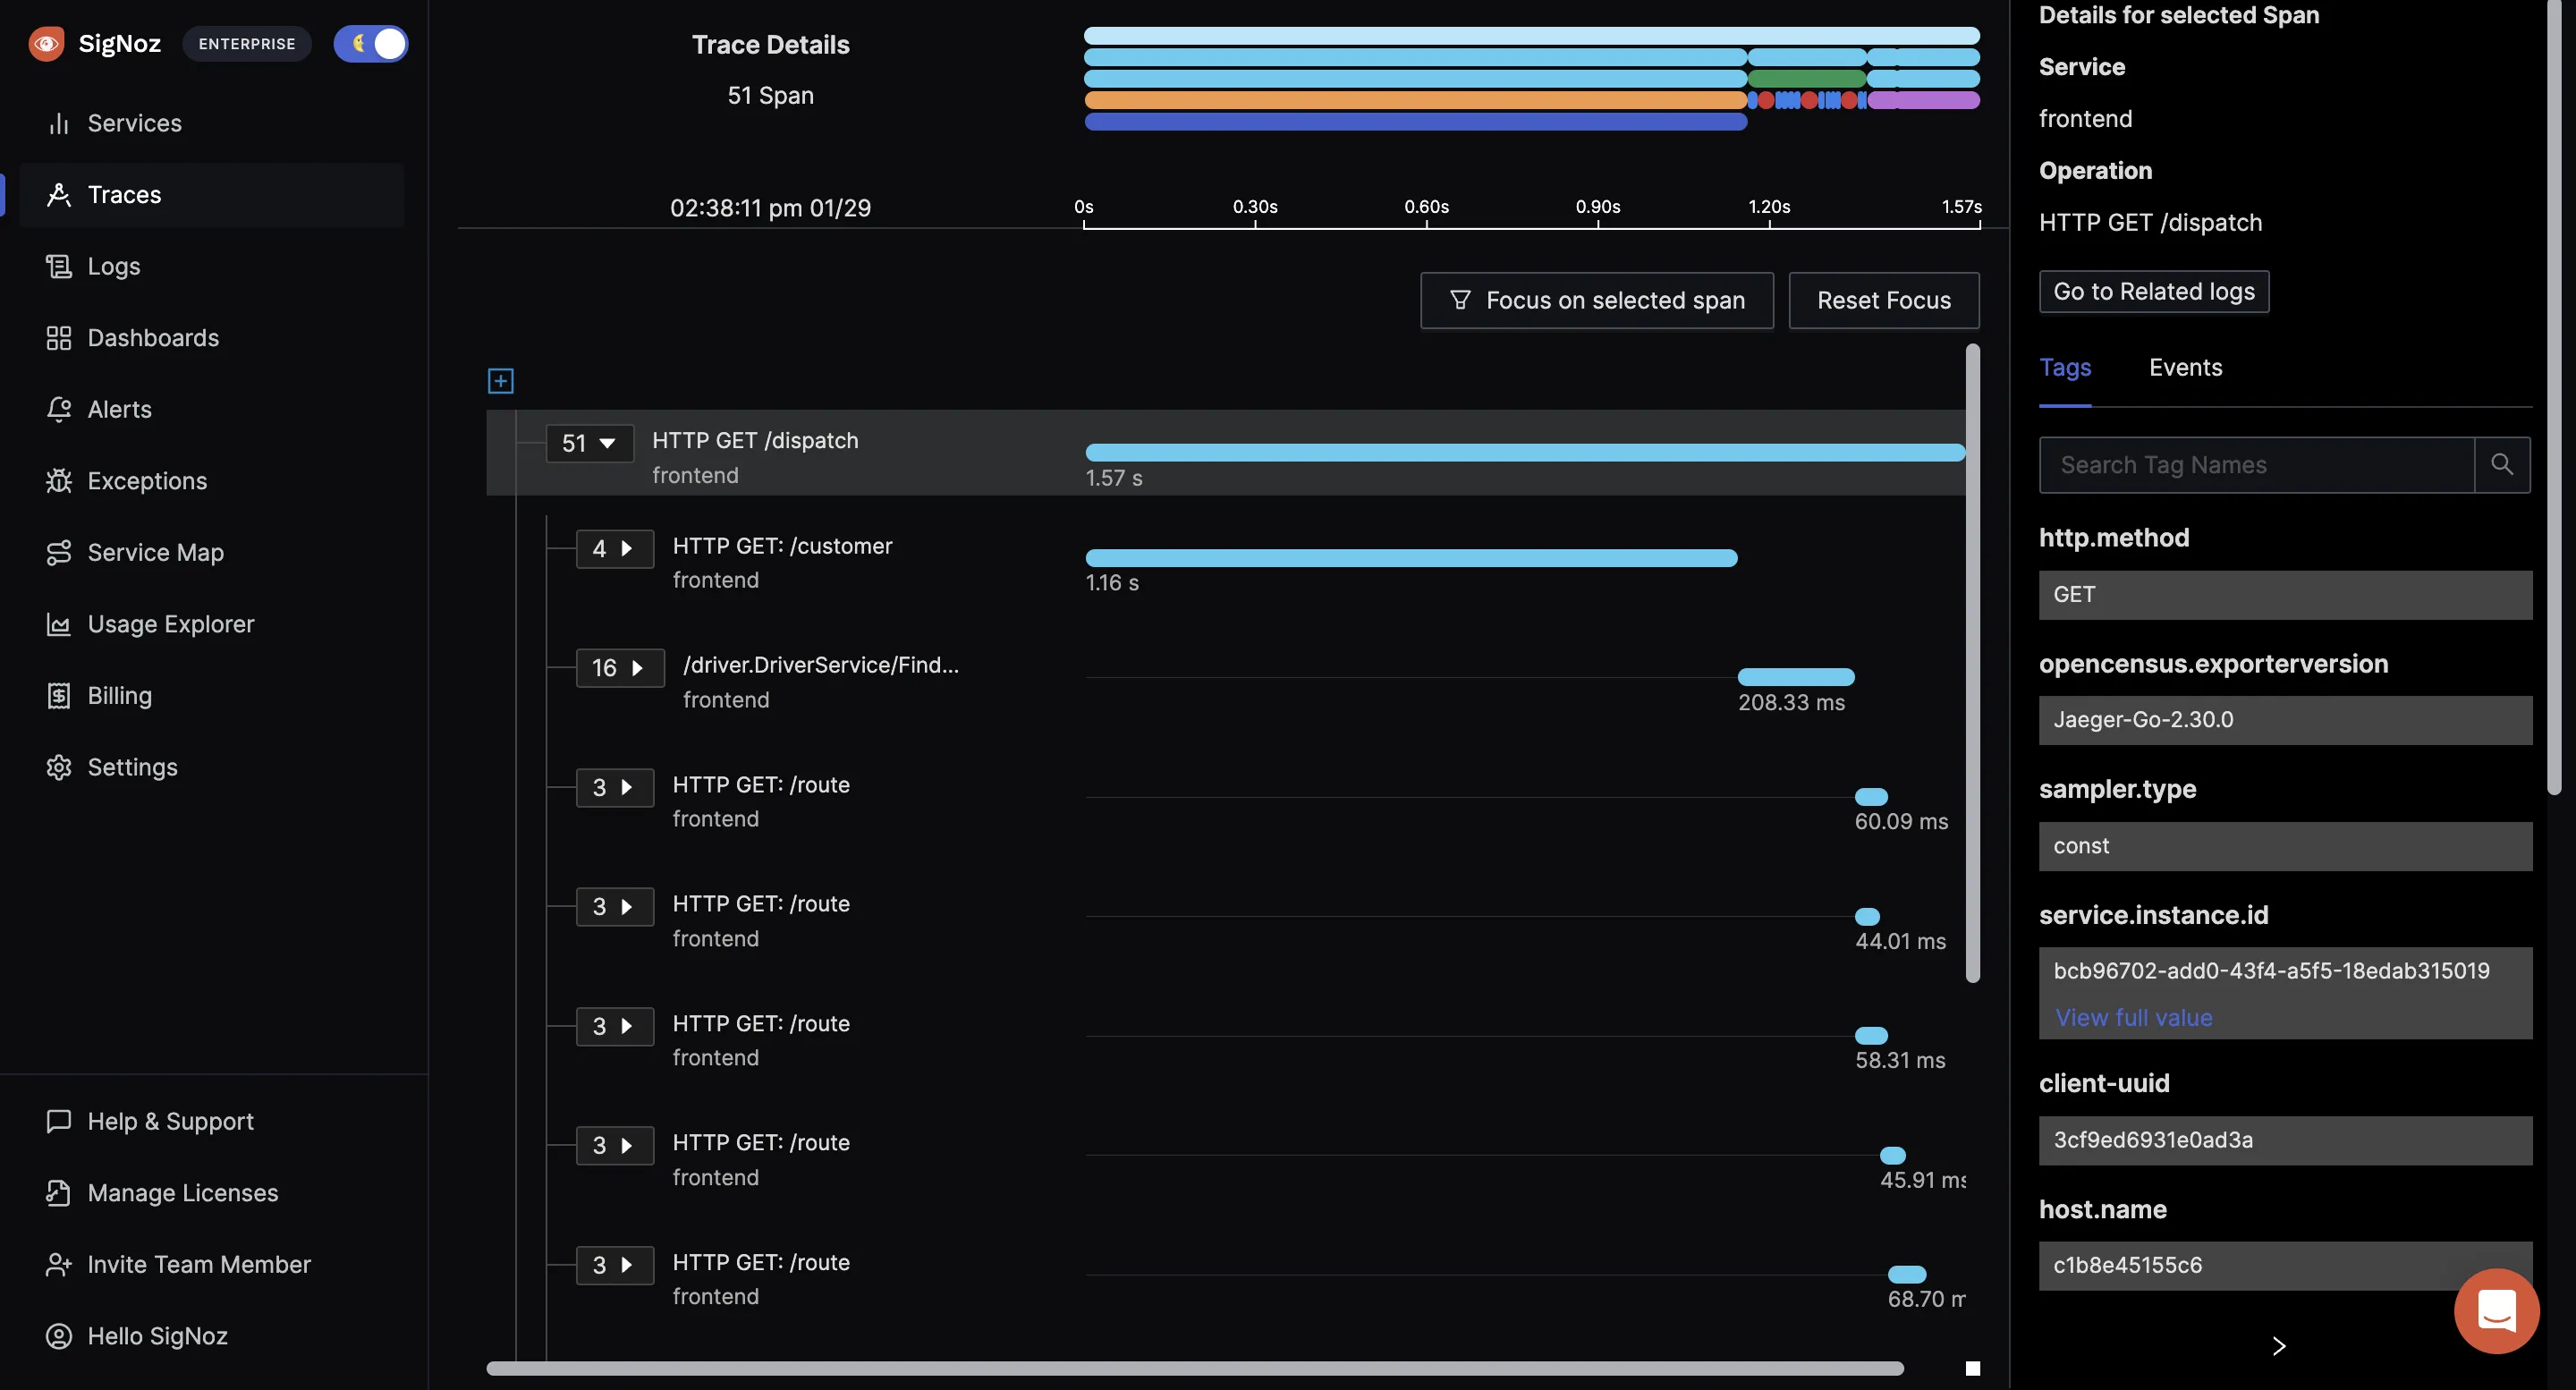 SigNoz ENTERPRISE
Services
Traces
Logs
Dashboards
Alerts
Exceptions
Service Map
Usage Explorer
Billing
Settings
Help & Support
Manage Licenses
Invite Team Member
Hello SigNoz
Trace Details
51 Span
02:38:11 pm 01/29
0s 0.30s 0.60s 0.90s 1.20s 1.57s
Focus on selected span Reset Focus
51 HTTP GET /dispatch
frontend
1.57 s
4 HTTP GET: /customer
frontend
1.16 s
16 /driver.DriverService/Find...
frontend
208.33 ms
3 HTTP GET: /route
frontend
60.09 ms
3 HTTP GET: /route
frontend
44.01 ms
3 HTTP GET: /route
frontend
58.31 ms
3 HTTP GET: /route
frontend
45.91 ms
3 HTTP GET: /route
frontend
68.70 m
Details for selected Span
Service
frontend
Operation
HTTP GET /dispatch
Go to Related logs
Tags Events
Search Tag Names
http.method
GET
opencensus.exporterversion
Jaeger-Go-2.30.0
sampler.type
const
service.instance.id
bcb96702-add0-43f4-a5f5-18edab315019
View full value
client-uuid
3cf9ed6931e0ad3a
host.name
c1b8e45155c6